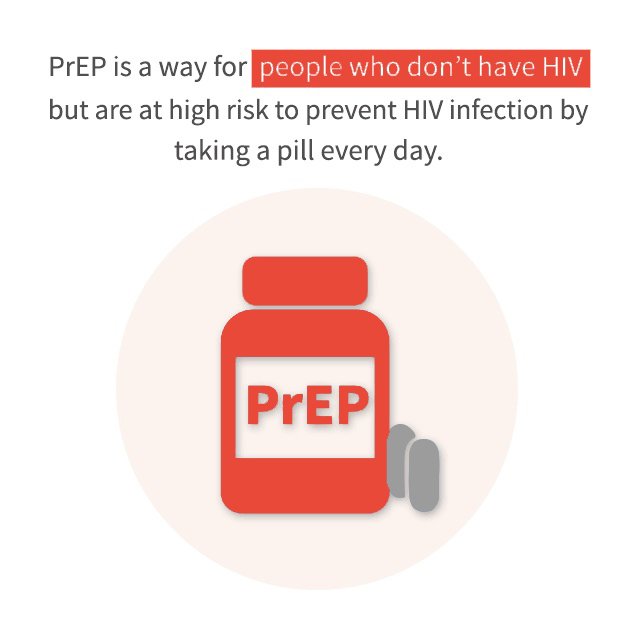 PrEP is a way for people who don't have HIV
but are at high risk to prevent HIV infection by
taking a pill every day.
PrEP